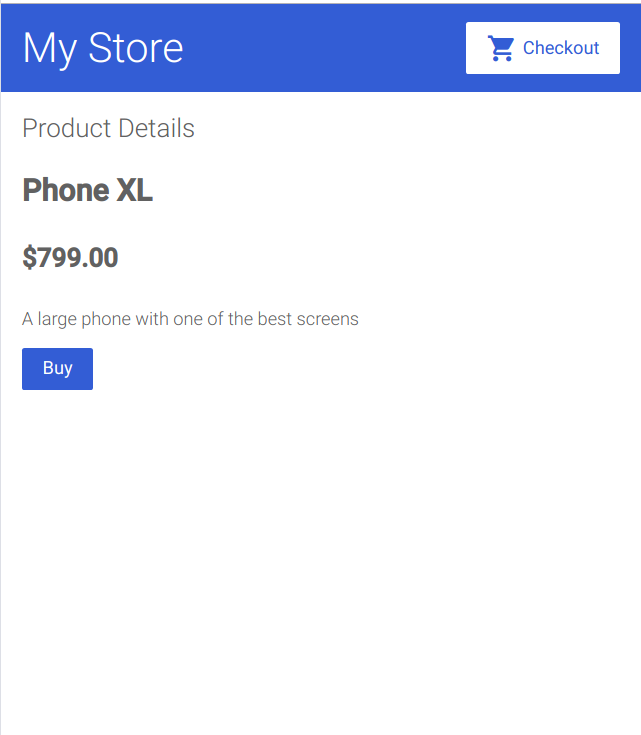 My Store
Checkout
Product Details
Phone XL
$799.00
A large phone with one of the best screens
Buy